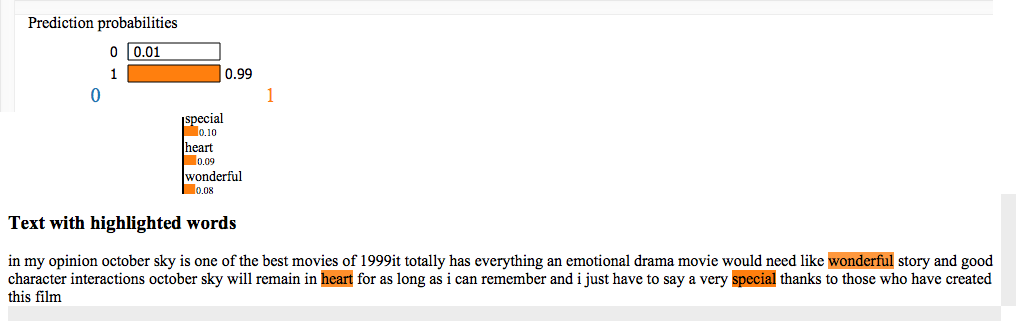 Prediction probabilities
0 0.01
1 0.99
0 1
special
0.10
heart
0.09
wonderful
0.08
Text with highlighted words
in my opinion october sky is one of the best movies of 1999it totally has everything an emotional drama movie would need like wonderful story and good
character interactions october sky will remain in heart for as long as i can remember and i just have to say a very special thanks to those who have created
this film